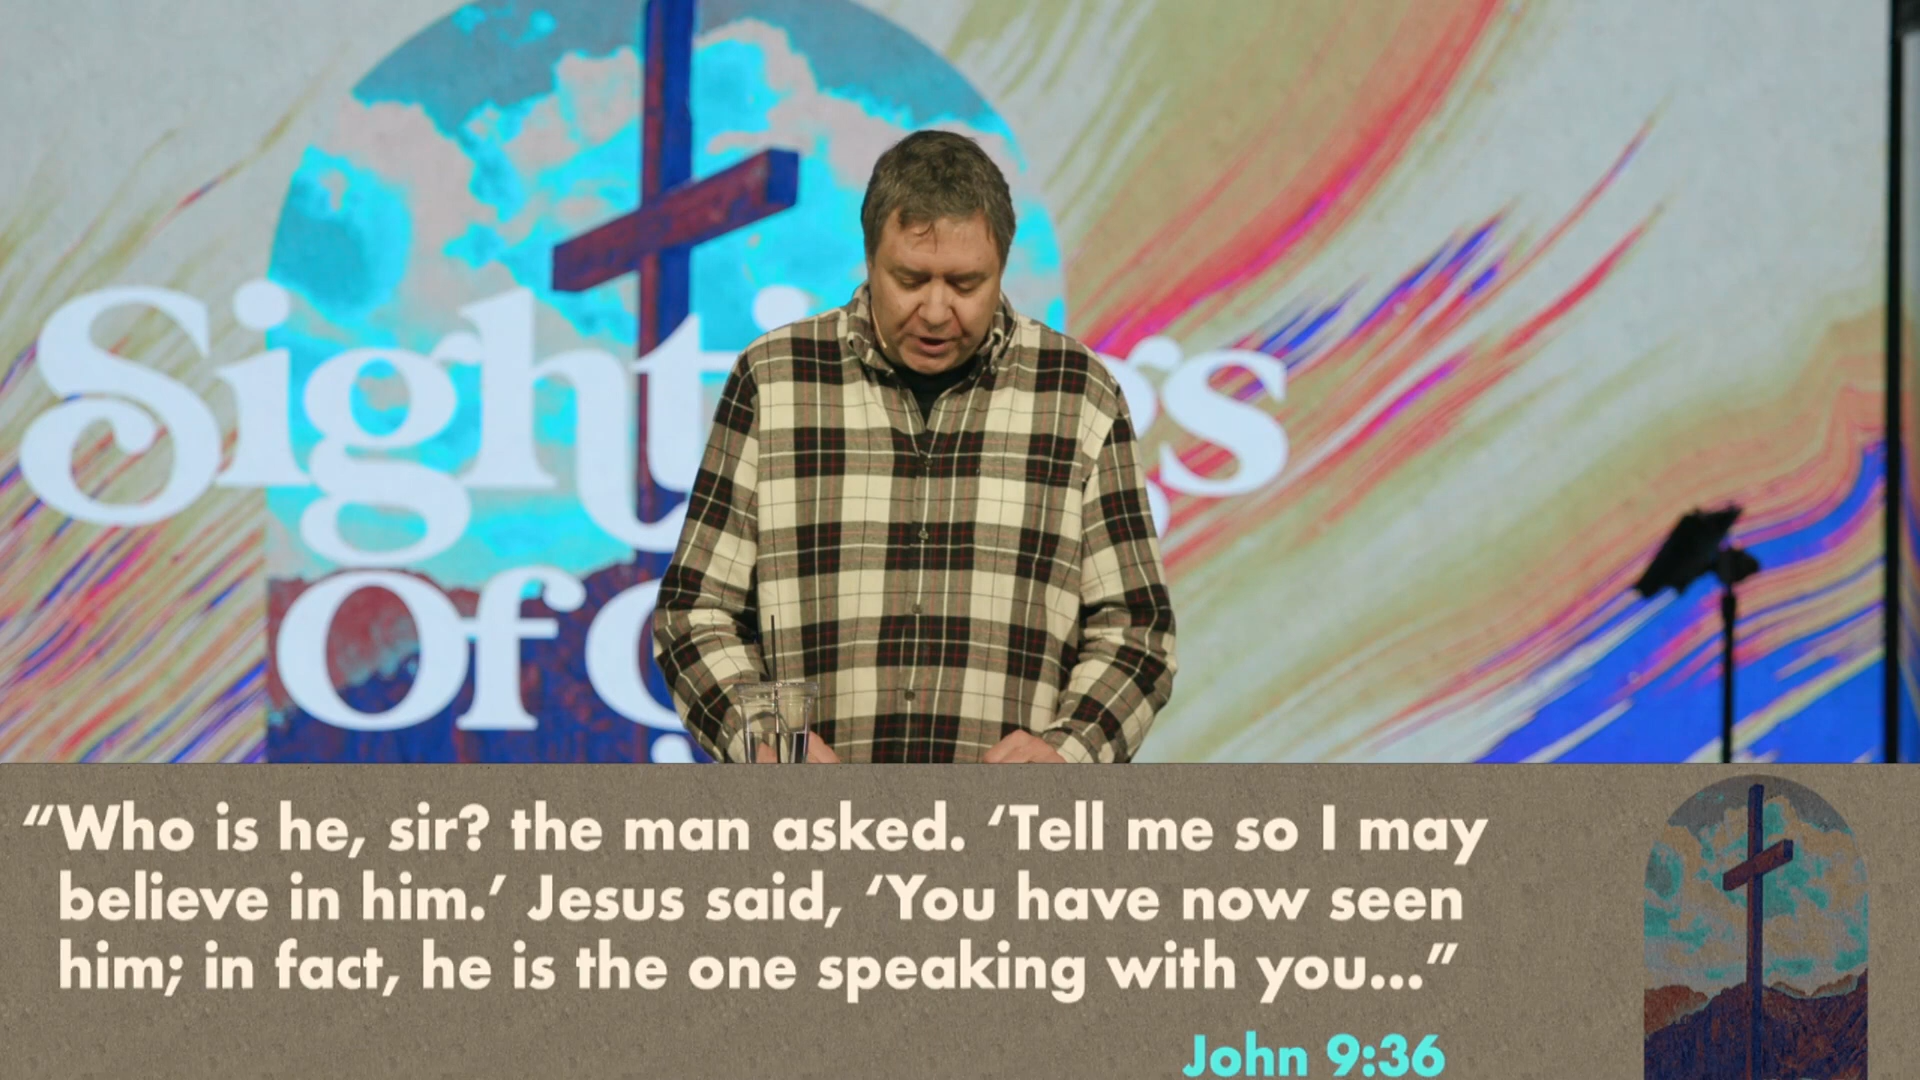 Sight gs
Of
“Who is he, sir? the man asked. ‘Tell me so I may
believe in him.’ Jesus said, ‘You have now seen
him; in fact, he is the one speaking with you...”
John 9:36